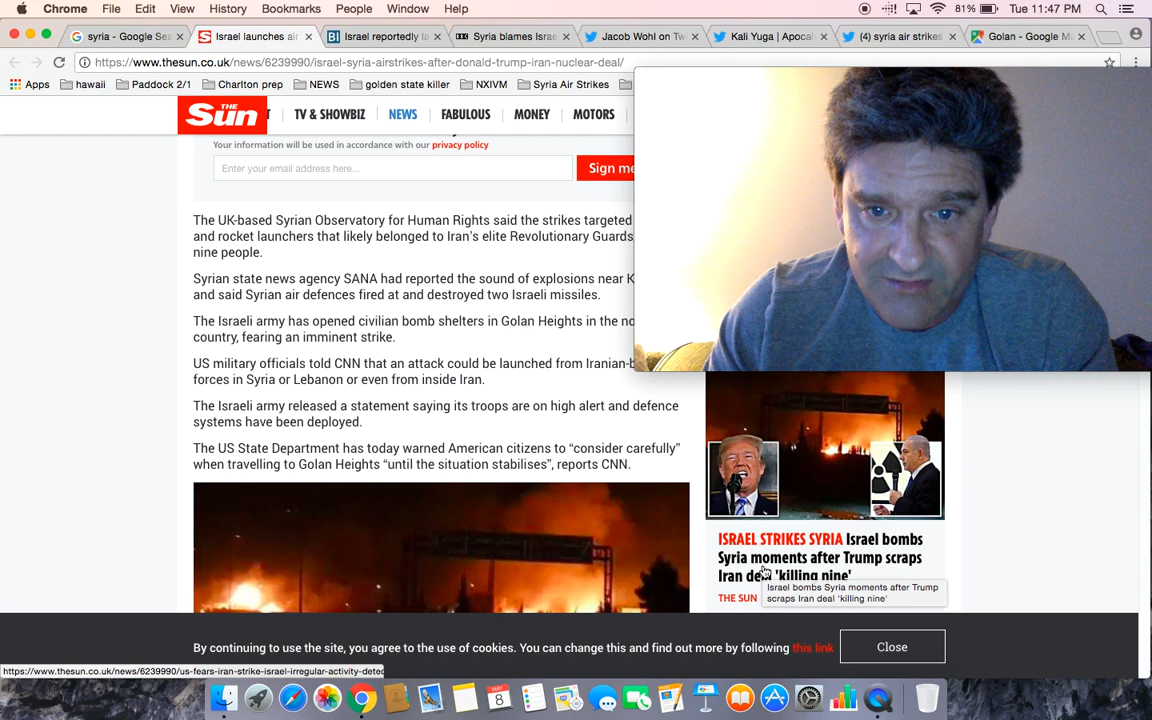 Chrome File Edit View History Bookmarks People Window Help 81% Tue 11:47 PM
syria - Google Sea Israel launches air Israel reportedly la Syria blames Israe Jacob Wohl on Tw Kali Yuga | Apocal (4) syria air strikes Golan - Google Ma
https://www.thesun.co.uk/news/6239990/israel-syria-airstrikes-after-donald-trump-iran-nuclear-deal/
Apps hawaii Paddock 2/1 Charlton prep NEWS golden state killer NXIVM Syria Air Strikes
THE Sun TV & SHOWBIZ NEWS FABULOUS MONEY MOTORS
Your information will be used in accordance with our privacy policy
Enter your email address here... Sign me
The UK-based Syrian Observatory for Human Rights said the strikes targeted
and rocket launchers that likely belonged to Iran's elite Revolutionary Guards
nine people.
Syrian state news agency SANA had reported the sound of explosions near K
and said Syrian air defences fired at and destroyed two Israeli missiles.
The Israeli army has opened civilian bomb shelters in Golan Heights in the no
country, fearing an imminent strike.
US military officials told CNN that an attack could be launched from Iranian-b
forces in Syria or Lebanon or even from inside Iran.
The Israeli army released a statement saying its troops are on high alert and defence
systems have been deployed.
The US State Department has today warned American citizens to “consider carefully”
when travelling to Golan Heights “until the situation stabilises”, reports CNN.
ISRAEL STRIKES SYRIA Israel bombs
Syria moments after Trump scraps
Iran deal 'killing nine'
Israel bombs Syria moments after Trump
scraps Iran deal 'killing nine'
THE SUN
By continuing to use the site, you agree to the use of cookies. You can change this and find out more by following this link Close
https://www.thesun.co.uk/news/6239990/us-fears-iran-strike-israel-irregular-activity-detec
MAY
8